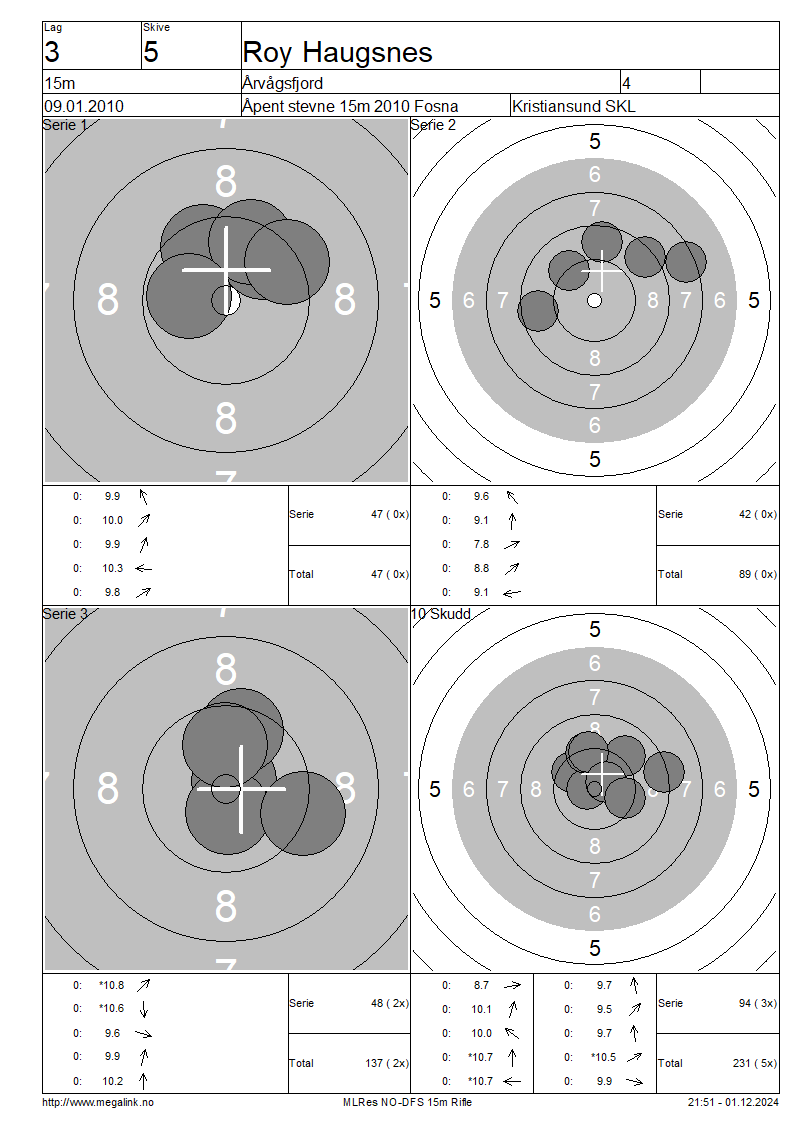 Lag Skive
3 5 Roy Haugsnes
15m Årvågsfjord 4
09.01.2010 Åpent stevne 15m 2010 Fosna Kristiansund SKL
Serie 1
8
8 8
8
7
Serie 2
5
6
7
5 6 7 8 7 6 5
8
7
6
5
0: 9.9
0: 10.0
0: 9.9
0: 10.3
0: 9.8
Serie 47 ( 0x)
Total 47 ( 0x)
0: 9.6
0: 9.1
0: 7.8
0: 8.8
0: 9.1
Serie 42 ( 0x)
Total 89 ( 0x)
Serie 3
8
8 8
8
7
10 Skudd
5
6
7
8
5 6 7 8 8 7 6 5
8
7
6
5
0: *10.8
0: *10.6
0: 9.6
0: 9.9
0: 10.2
Serie 48 ( 2x)
Total 137 ( 2x)
0: 8.7 0: 9.7
0: 10.1 0: 9.5
0: 10.0 0: 9.7
0: *10.7 0: *10.5
0: *10.7 0: 9.9
Serie 94 ( 3x)
Total 231 ( 5x)
http://www.megalink.no MLRes NO-DFS 15m Rifle 21:51 - 01.12.2024